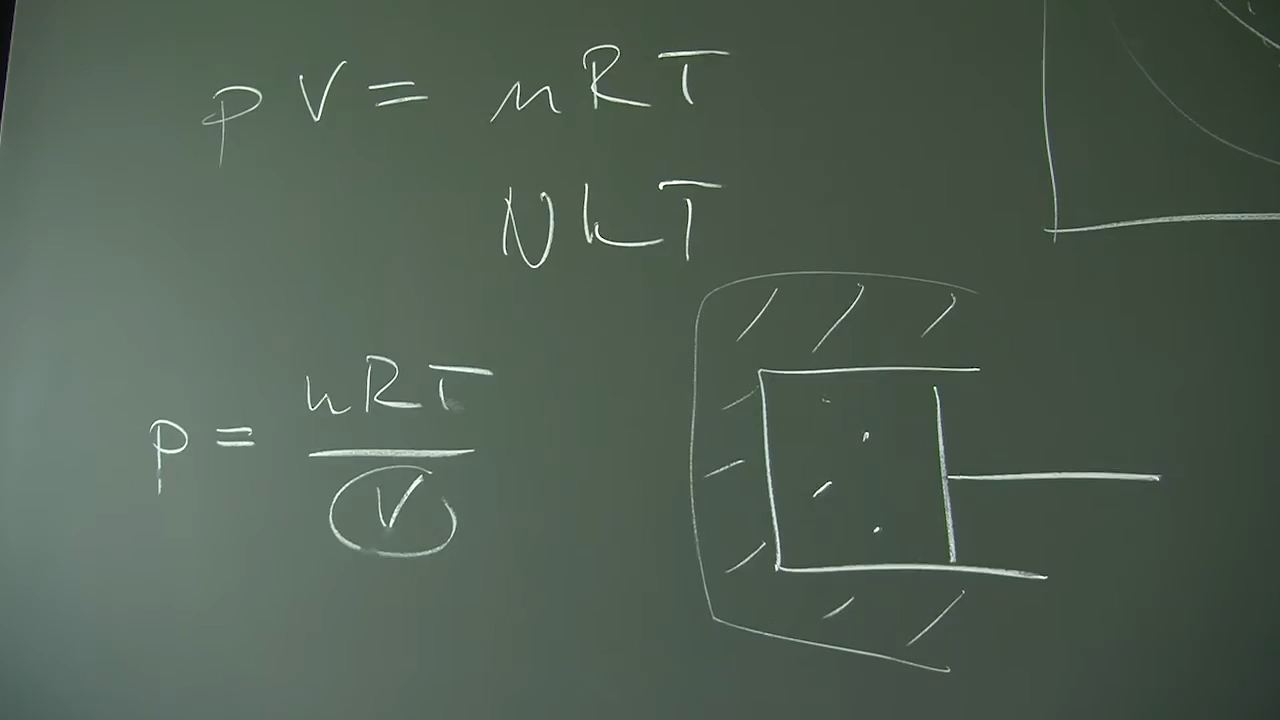 pV = nRT
NkT
p = nRT / V